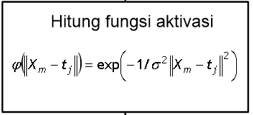 Hitung fungsi aktivasi
φ(‖X_m − t_j‖) = exp(−1/σ²‖X_m − t_j‖²)